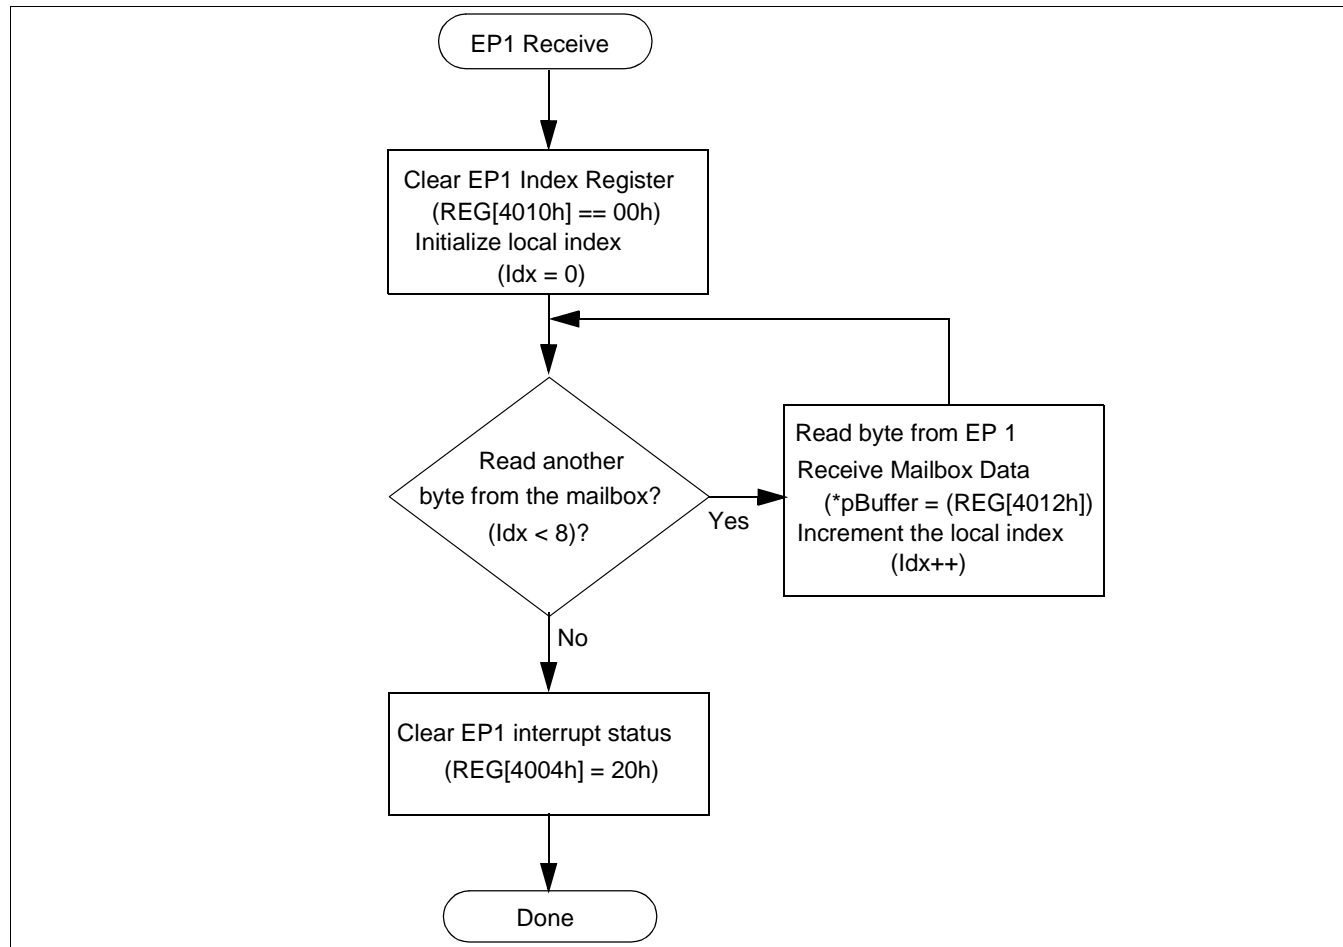 EP1 Receive
Clear EP1 Index Register
(REG[4010h] == 00h)
Initialize local index
(Idx = 0)
Read another
byte from the mailbox?
(Idx < 8)?
Yes
Read byte from EP 1
Receive Mailbox Data
(*pBuffer = (REG[4012h])
Increment the local index
(Idx++)
No
Clear EP1 interrupt status
(REG[4004h] = 20h)
Done